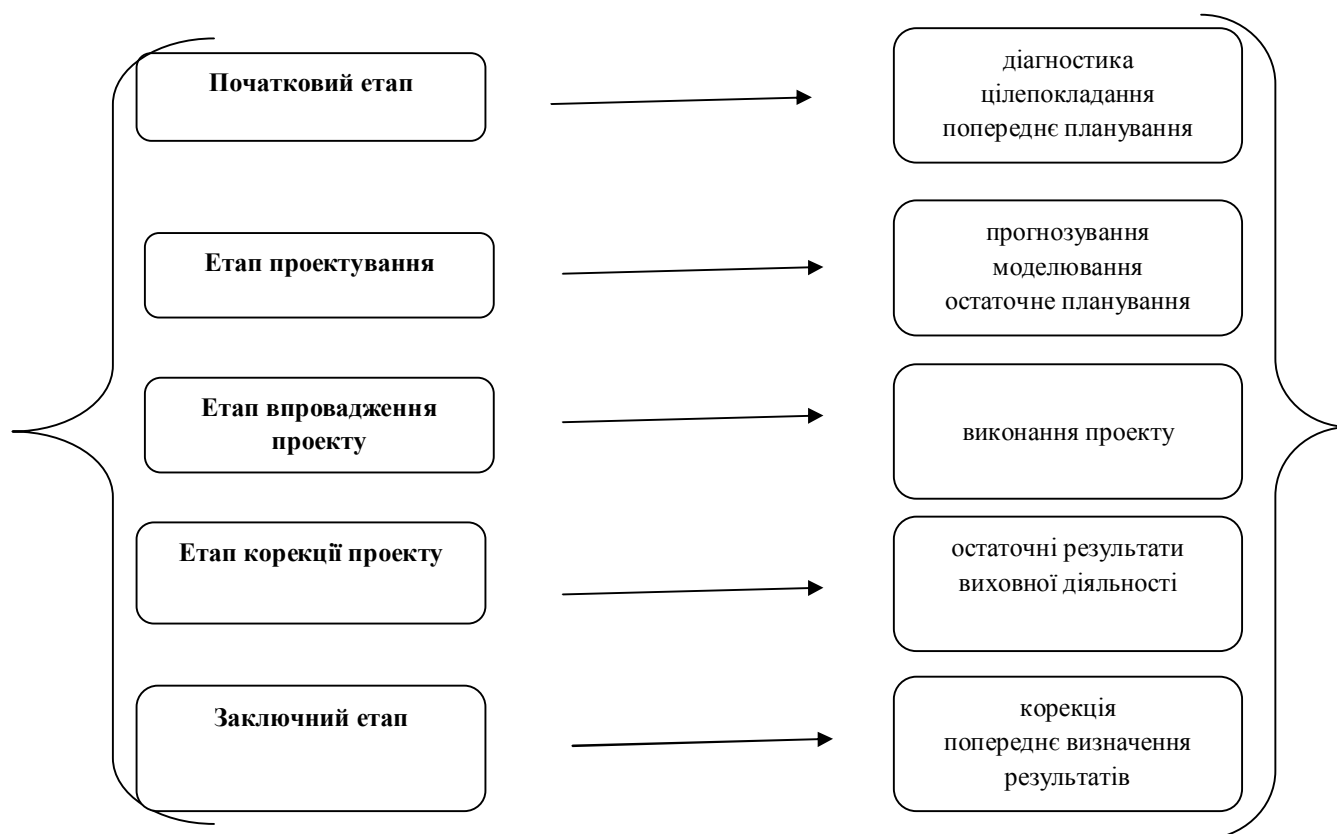 Початковий етап
діагностика
цілепокладання
попереднє планування
Етап проектування
прогнозування
моделювання
остаточне планування
Етап впровадження
проекту
виконання проекту
Етап корекції проекту
остаточні результати
виховної діяльності
Заключний етап
корекція
попереднє визначення
результатів